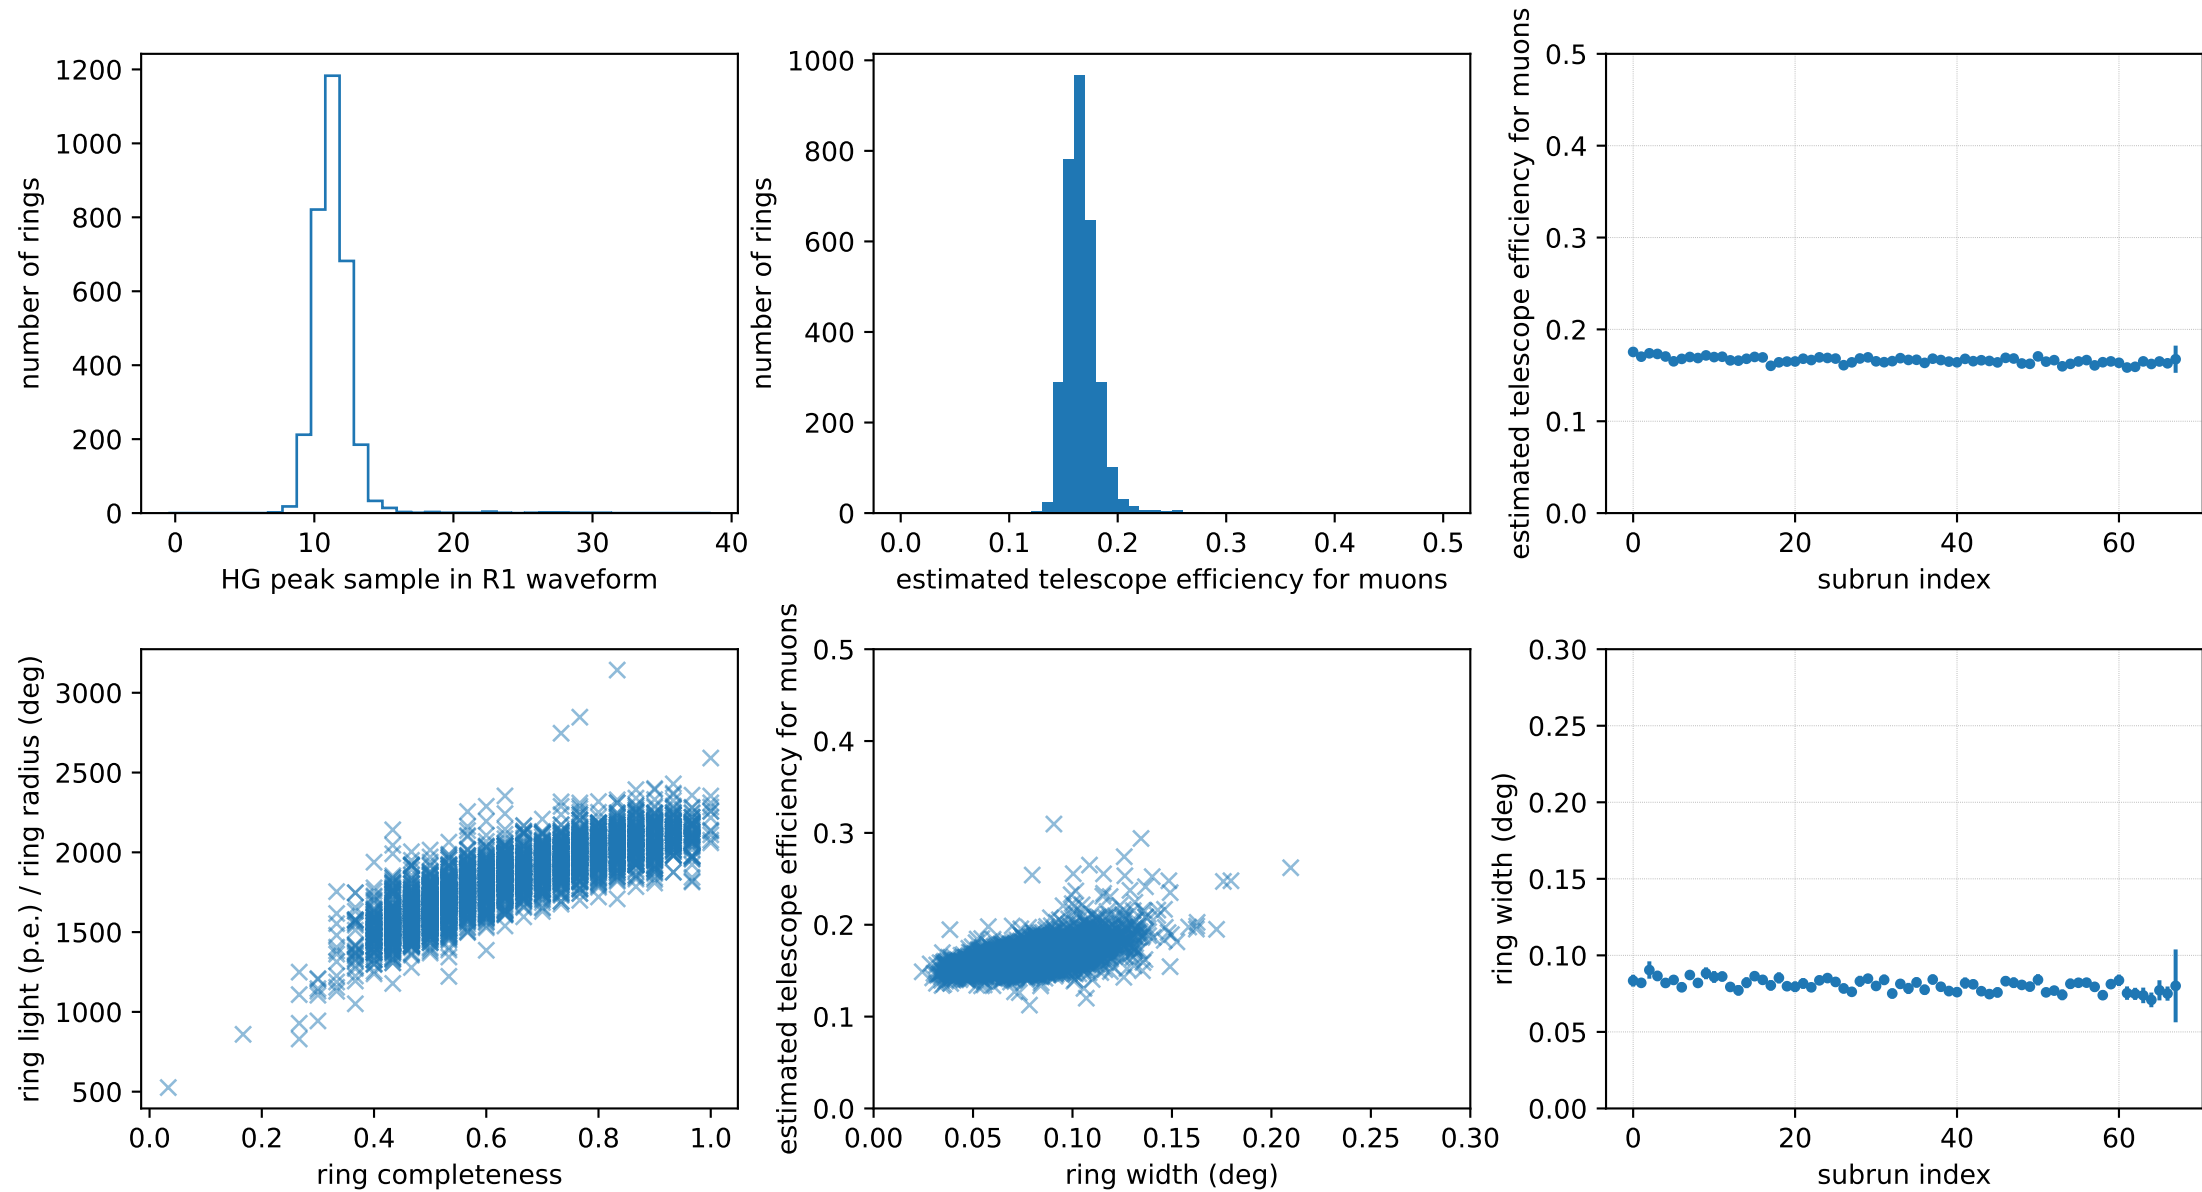 number of rings
1200
1000
800
600
400
200
0
0 10 20 30 40
HG peak sample in R1 waveform
number of rings
1000
800
600
400
200
0
0.0 0.1 0.2 0.3 0.4 0.5
estimated telescope efficiency for muons
estimated telescope efficiency for muons
0.5
0.4
0.3
0.2
0.1
0.0
0 20 40 60
subrun index
ring light (p.e.) / ring radius (deg)
3000
2500
2000
1500
1000
500
0.0 0.2 0.4 0.6 0.8 1.0
ring completeness
estimated telescope efficiency for muons
0.5
0.4
0.3
0.2
0.1
0.0
0.00 0.05 0.10 0.15 0.20 0.25 0.30
ring width (deg)
ring width (deg)
0.30
0.25
0.20
0.15
0.10
0.05
0.00
0 20 40 60
subrun index